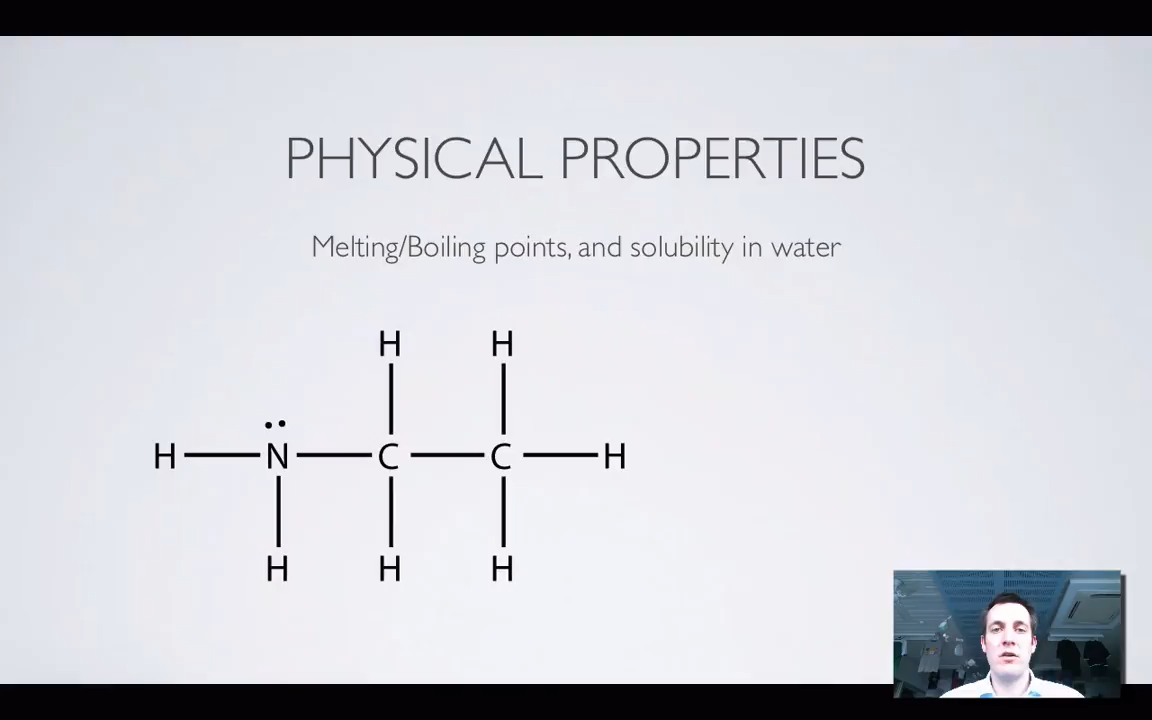 PHYSICAL PROPERTIES
Melting/Boiling points, and solubility in water
H H
H N C C H
H H H